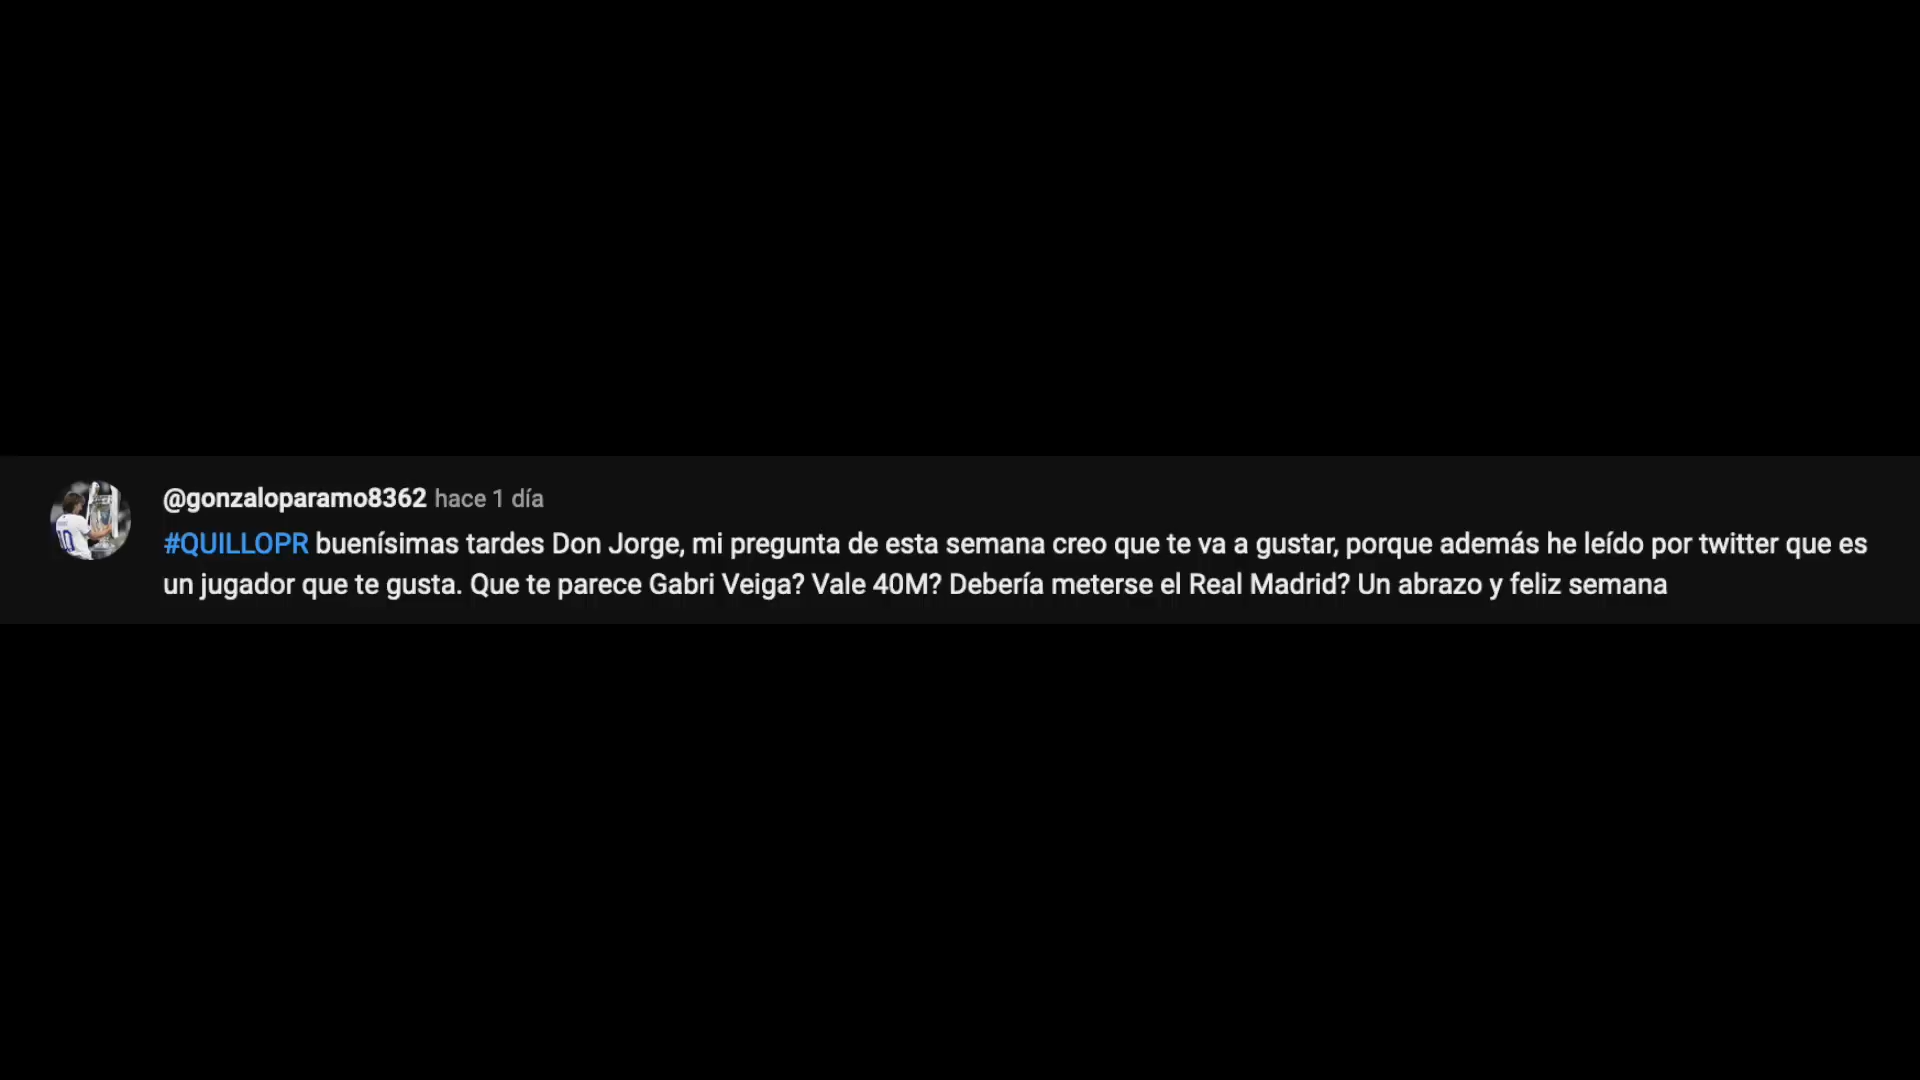 @gonzaloparamo8362 hace 1 día
#QUILLOPR buenísimas tardes Don Jorge, mi pregunta de esta semana creo que te va a gustar, porque además he leído por twitter que es
un jugador que te gusta. Que te parece Gabri Veiga? Vale 40M? Debería meterse el Real Madrid? Un abrazo y feliz semana